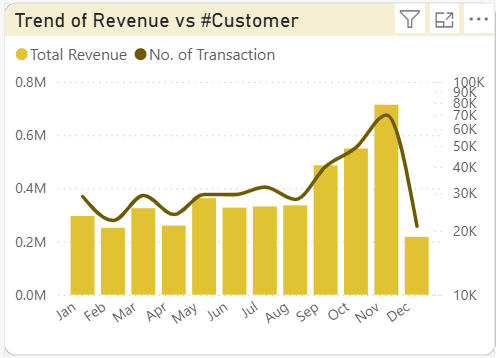 Trend of Revenue vs #Customer
Total Revenue No. of Transaction
0.8M
0.6M
0.4M
0.2M
0.0M
100K
90K
80K
70K
60K
50K
40K
30K
20K
10K
Jan Feb Mar Apr May Jun Jul Aug Sep Oct Nov Dec